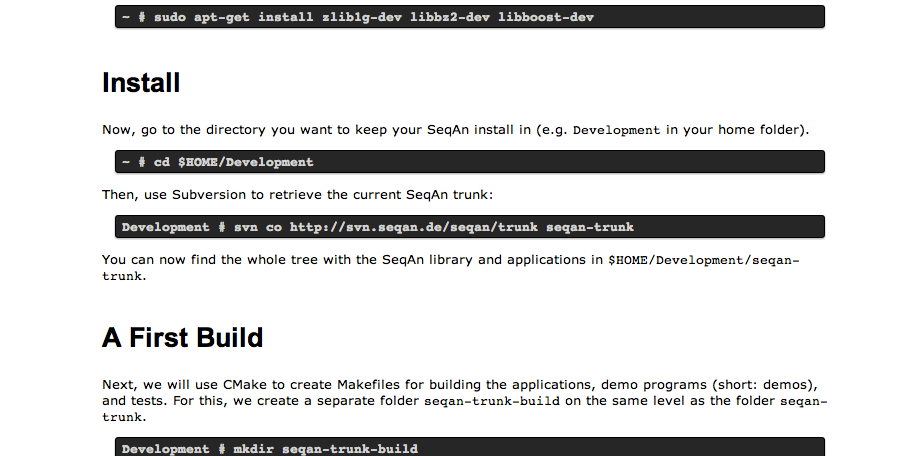 ~ # sudo apt-get install zlib1g-dev libbz2-dev libboost-dev
Install
Now, go to the directory you want to keep your SeqAn install in (e.g. Development in your home folder).
~ # cd $HOME/Development
Then, use Subversion to retrieve the current SeqAn trunk:
Development # svn co http://svn.seqan.de/seqan/trunk seqan-trunk
You can now find the whole tree with the SeqAn library and applications in $HOME/Development/seqan-
trunk.
A First Build
Next, we will use CMake to create Makefiles for building the applications, demo programs (short: demos),
and tests. For this, we create a separate folder seqan-trunk-build on the same level as the folder seqan-
trunk.
Development # mkdir seqan-trunk-build